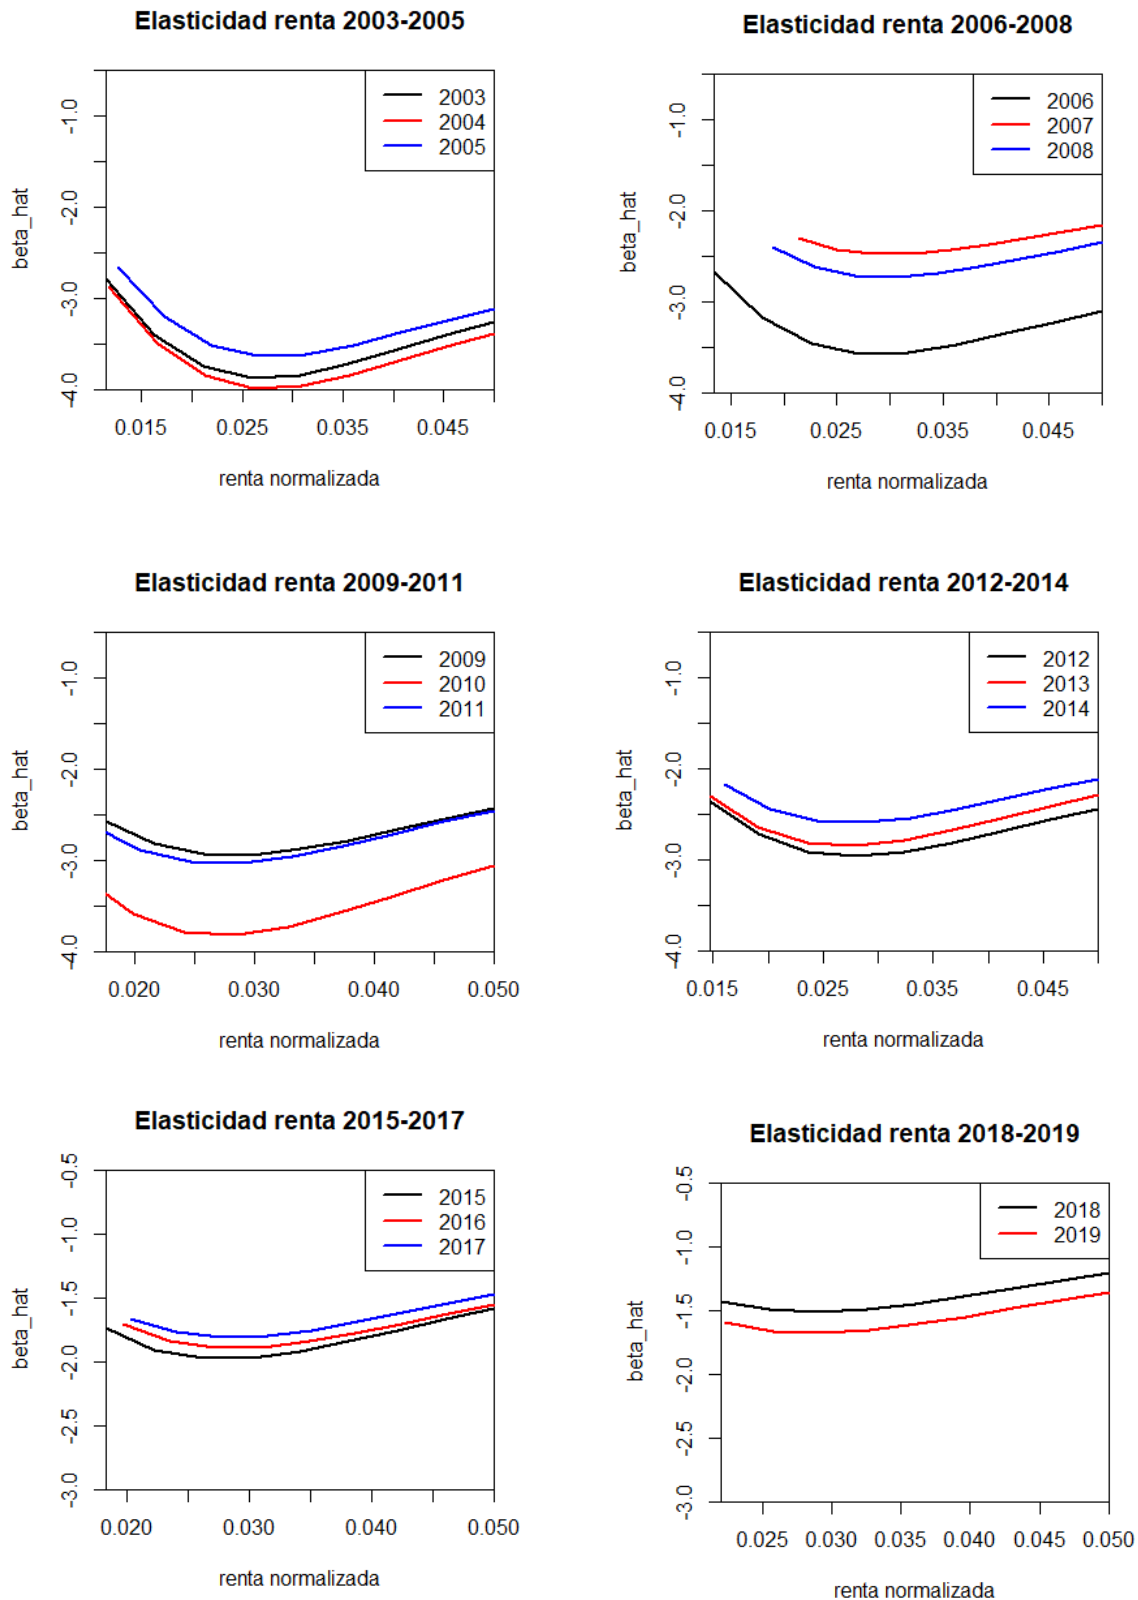 Elasticidad renta 2003-2005
beta_hat
-1.0
-2.0
-3.0
-4.0
2003
2004
2005
0.015 0.025 0.035 0.045
renta normalizada
Elasticidad renta 2006-2008
beta_hat
-1.0
-2.0
-3.0
-4.0
2006
2007
2008
0.015 0.025 0.035 0.045
renta normalizada
Elasticidad renta 2009-2011
beta_hat
-1.0
-2.0
-3.0
-4.0
2009
2010
2011
0.020 0.030 0.040 0.050
renta normalizada
Elasticidad renta 2012-2014
beta_hat
-1.0
-2.0
-3.0
-4.0
2012
2013
2014
0.015 0.025 0.035 0.045
renta normalizada
Elasticidad renta 2015-2017
beta_hat
-0.5
-1.0
-1.5
-2.0
-2.5
-3.0
2015
2016
2017
0.020 0.030 0.040 0.050
renta normalizada
Elasticidad renta 2018-2019
beta_hat
-0.5
-1.0
-1.5
-2.0
-2.5
-3.0
2018
2019
0.025 0.030 0.035 0.040 0.045 0.050
renta normalizada